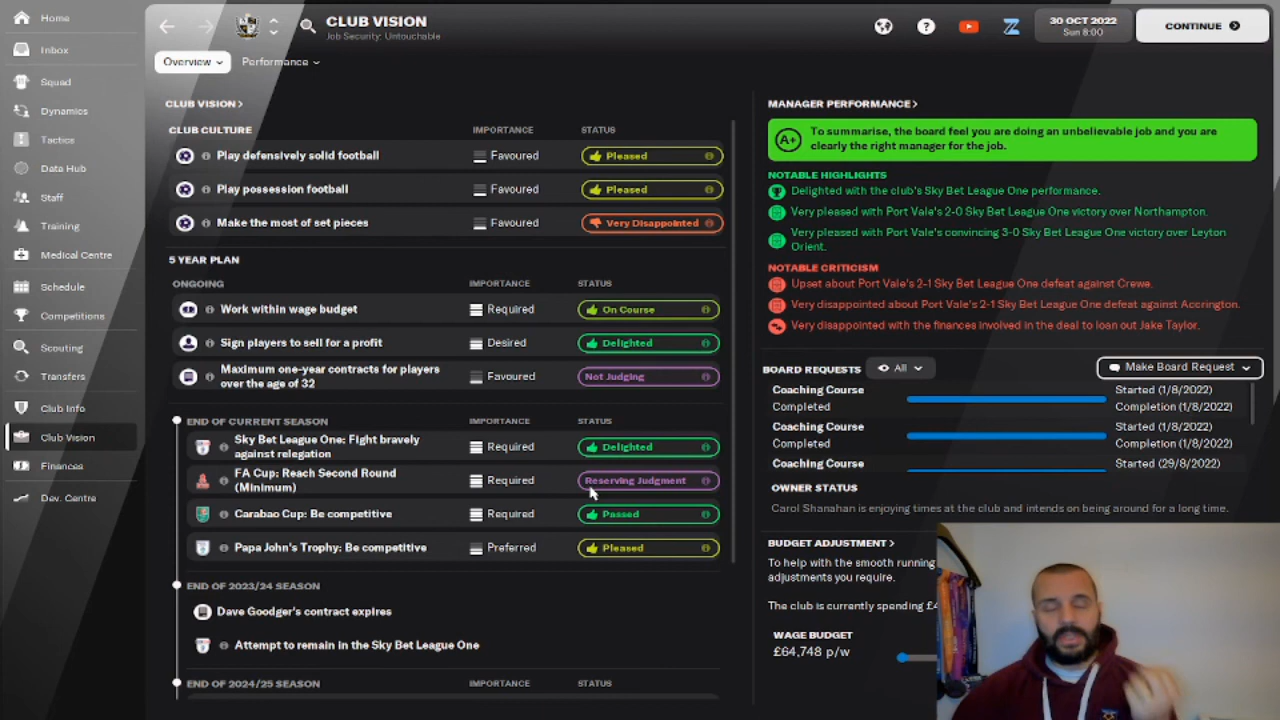 Home
Inbox
Squad
Dynamics
Tactics
Data Hub
Staff
Training
Medical Centre
Schedule
Competitions
Scouting
Transfers
Club Info
Club Vision
Finances
Dev. Centre
CLUB VISION
Job Security: Untouchable
30 OCT 2022
Sun 8:00
CONTINUE
Overview
Performance
CLUB VISION >
CLUB CULTURE IMPORTANCE STATUS
Play defensively solid football Favoured Pleased
Play possession football Favoured Pleased
Make the most of set pieces Favoured Very Disappointed
5 YEAR PLAN
ONGOING IMPORTANCE STATUS
Work within wage budget Required On Course
Sign players to sell for a profit Desired Delighted
Maximum one-year contracts for players
over the age of 32 Favoured Not Judging
END OF CURRENT SEASON IMPORTANCE STATUS
Sky Bet League One: Fight bravely
against relegation Required Delighted
FA Cup: Reach Second Round
(Minimum) Required Reserving Judgment
Carabao Cup: Be competitive Required Passed
Papa John's Trophy: Be competitive Preferred Pleased
END OF 2023/24 SEASON
Dave Goodger's contract expires
Attempt to remain in the Sky Bet League One
END OF 2024/25 SEASON IMPORTANCE STATUS
MANAGER PERFORMANCE >
A+ To summarise, the board feel you are doing an unbelievable job and you are
clearly the right manager for the job.
NOTABLE HIGHLIGHTS
Delighted with the club's Sky Bet League One performance.
Very pleased with Port Vale's 2-0 Sky Bet League One victory over Northampton.
Very pleased with Port Vale's convincing 3-0 Sky Bet League One victory over Leyton
Orient.
NOTABLE CRITICISM
Upset about Port Vale's 2-1 Sky Bet League One defeat against Crewe.
Very disappointed about Port Vale's 2-1 Sky Bet League One defeat against Accrington.
Very disappointed with the finances involved in the deal to loan out Jake Taylor.
BOARD REQUESTS All Make Board Request
Coaching Course Started (1/8/2022)
Completed Completion (1/8/2022)
Coaching Course Started (1/8/2022)
Completed Completion (1/8/2022)
Coaching Course Started (29/8/2022)
OWNER STATUS
Carol Shanahan is enjoying times at the club and intends on being around for a long time.
BUDGET ADJUSTMENT >
To help with the smooth running
adjustments you require.
The club is currently spending £4
WAGE BUDGET
£64,748 p/w